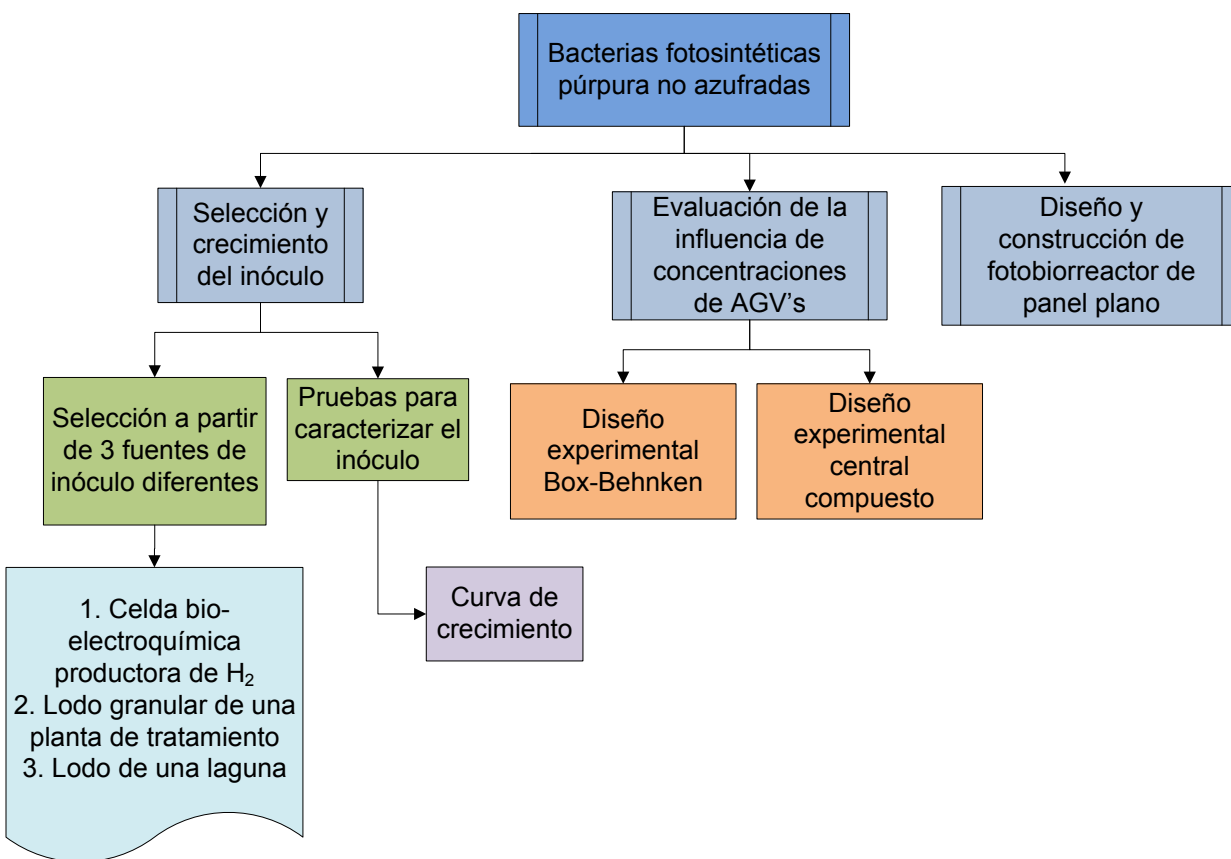 Bacterias fotosintéticas
púrpura no azufradas
Selección y
crecimiento
del inóculo
Evaluación de la
influencia de
concentraciones
de AGV's
Diseño y
construcción de
fotobiorreactor de
panel plano
Selección a partir
de 3 fuentes de
inóculo diferentes
Pruebas para
caracterizar el
inóculo
Diseño
experimental
Box-Behnken
Diseño
experimental
central
compuesto
1. Celda bio-
electroquímica
productora de H₂
2. Lodo granular de una
planta de tratamiento
3. Lodo de una laguna
Curva de
crecimiento